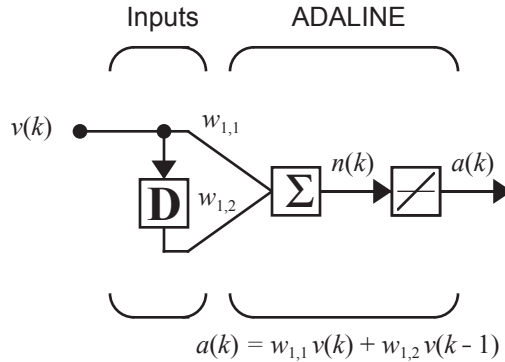 Inputs ADALINE
v(k) w1,1
n(k) a(k)
Σ
D w1,2
a(k) = w1,1 v(k) + w1,2 v(k - 1)